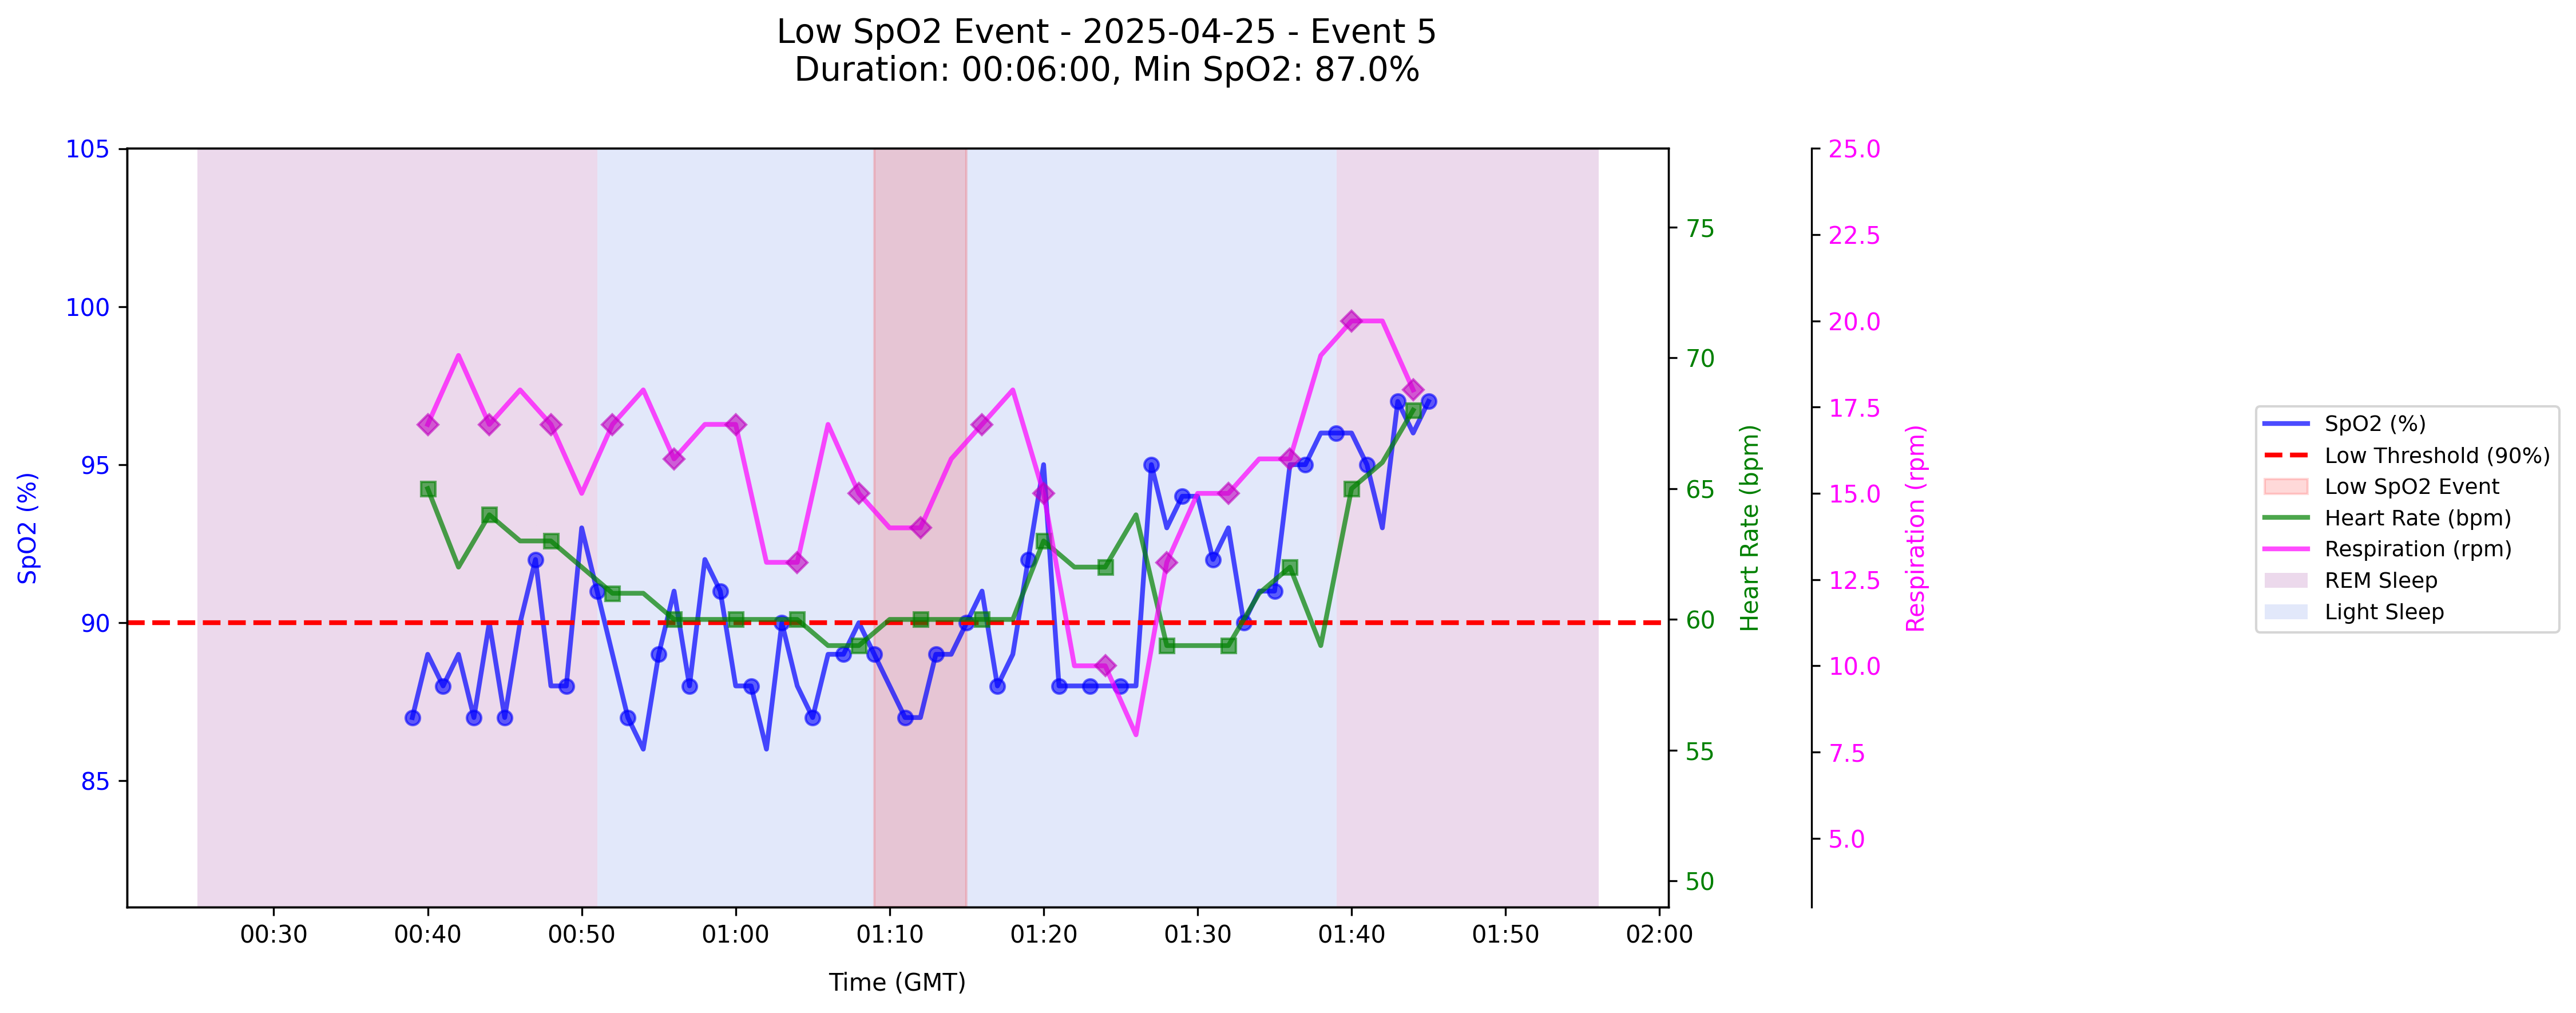 Low SpO2 Event - 2025-04-25 - Event 5
Duration: 00:06:00, Min SpO2: 87.0%
105
100
95
90
85
SpO2 (%)
00:30
00:40
00:50
01:00
01:10
01:20
01:30
01:40
01:50
02:00
Time (GMT)
75
70
65
60
55
50
Heart Rate (bpm)
25.0
22.5
20.0
17.5
15.0
12.5
10.0
7.5
5.0
Respiration (rpm)
SpO2 (%)
Low Threshold (90%)
Low SpO2 Event
Heart Rate (bpm)
Respiration (rpm)
REM Sleep
Light Sleep